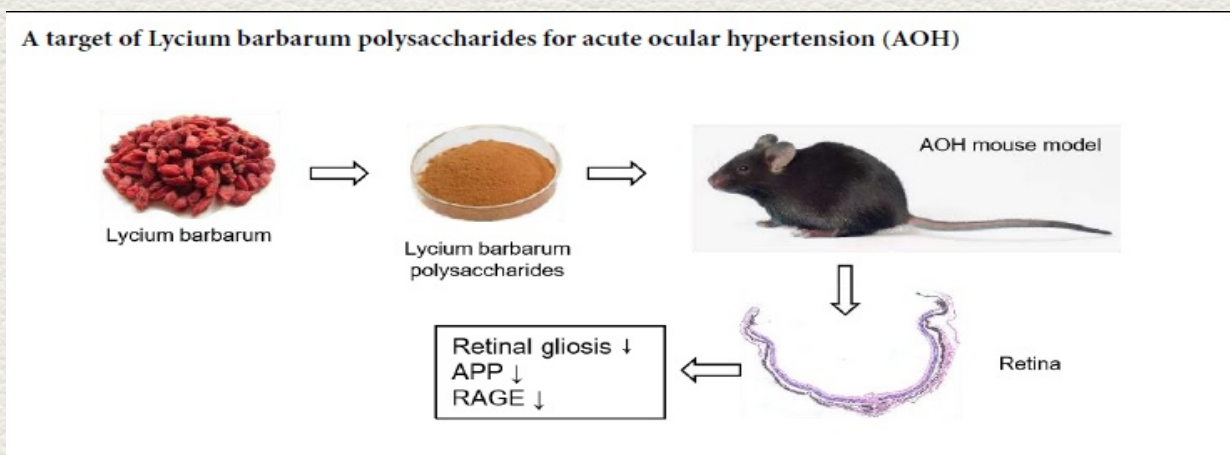 A target of Lycium barbarum polysaccharides for acute ocular hypertension (AOH)
Lycium barbarum
Lycium barbarum
polysaccharides
AOH mouse model
Retina
Retinal gliosis ↓
APP ↓
RAGE ↓